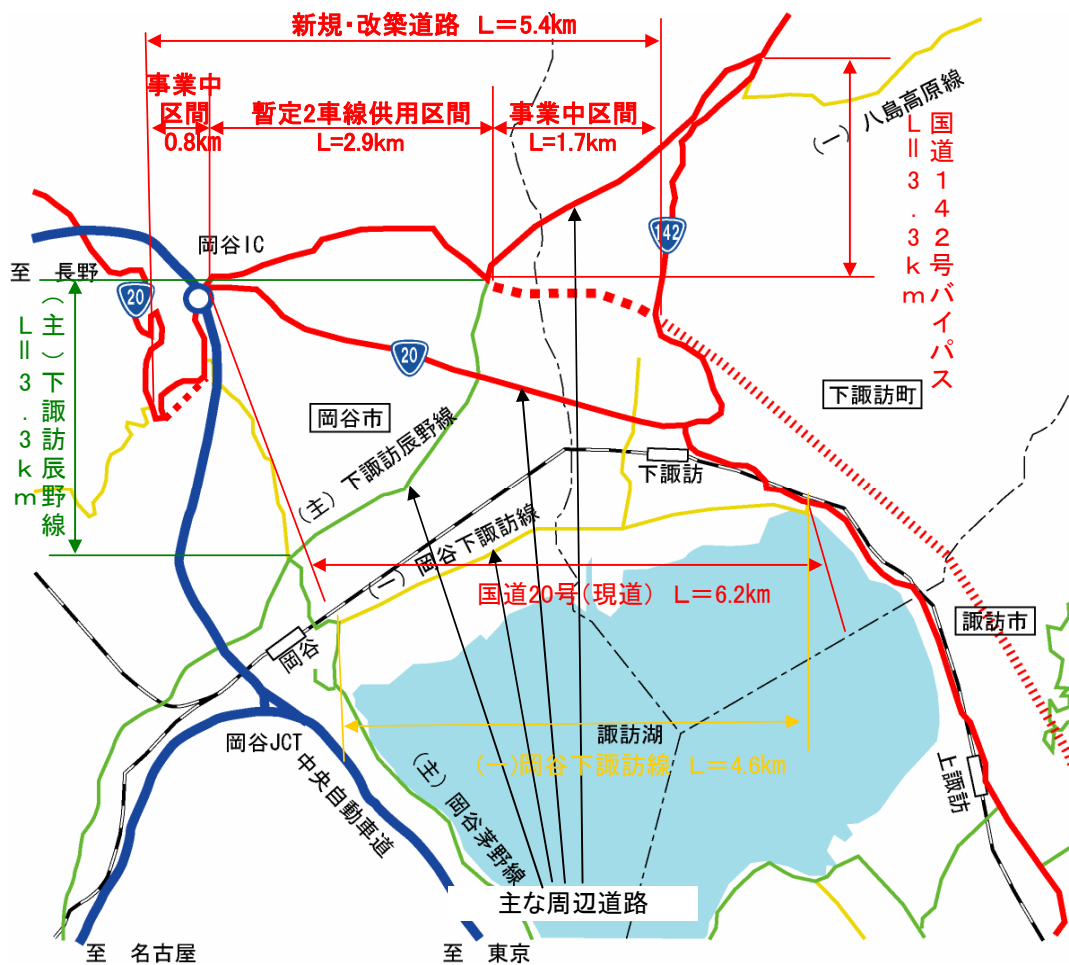 新規・改築道路 L=5.4km
事業中
区間
0.8km
暫定2車線供用区間
L=2.9km
事業中区間
L=1.7km
(一)八島高原線
国道142号バイパス
L=3.3km
142
岡谷IC
至 長野
20
20
(主)下諏訪辰野線
L=3.3km
岡谷市
下諏訪町
(主)下諏訪辰野線
下諏訪
(一)岡谷下諏訪線
国道20号(現道) L=6.2km
諏訪市
岡谷
諏訪湖
岡谷JCT
(一)岡谷下諏訪線 L=4.6km
上諏訪
中央自動車道
(主)岡谷茅野線
主な周辺道路
至 名古屋
至 東京